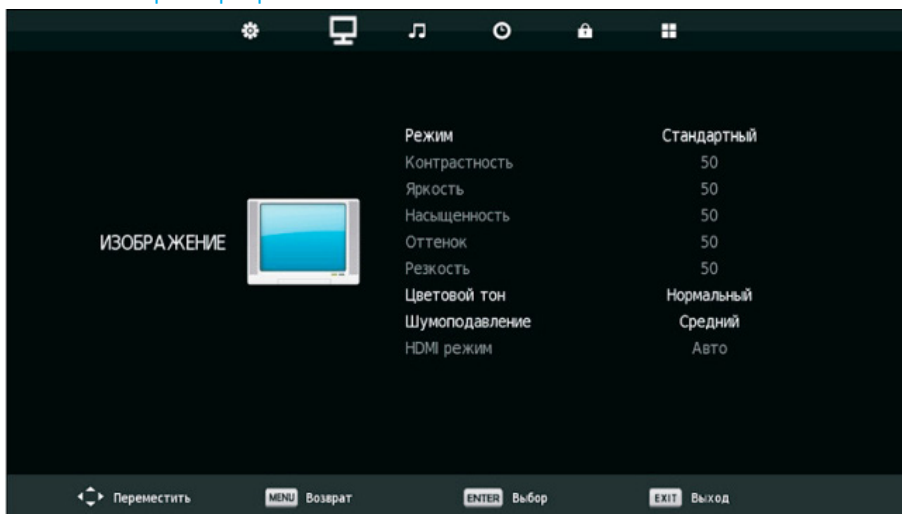 Режим Стандартный
Контрастность 50
Яркость 50
Насыщенность 50
ИЗОБРАЖЕНИЕ
Оттенок 50
Резкость 50
Цветовой тон Нормальный
Шумоподавление Средний
HDMI режим Авто
Переместить MENU Возврат ENTER Выбор EXIT Выход